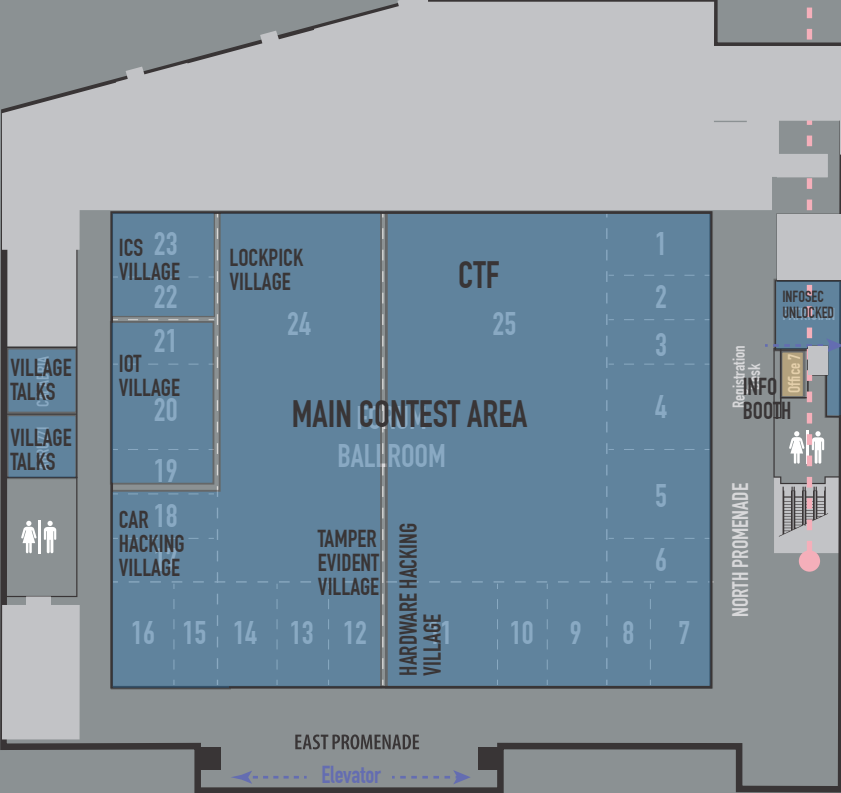 ICS 23
VILLAGE
22
LOCKPICK
VILLAGE
CTF
1
2
24
25
21
3
IOT
VILLAGE
20
4
MAIN CONTEST AREA
BALLROOM
19
5
CAR 18
HACKING
VILLAGE
TAMPER
EVIDENT
VILLAGE
HARDWARE HACKING
VILLAGE
6
16
15
14
13
12
10
9
8
7
VILLAGE
TALKS
VILLAGE
TALKS
INFOSEC
UNLOCKED
Office 7
Registration
INFO
BOOTH
NORTH PROMENADE
EAST PROMENADE
Elevator